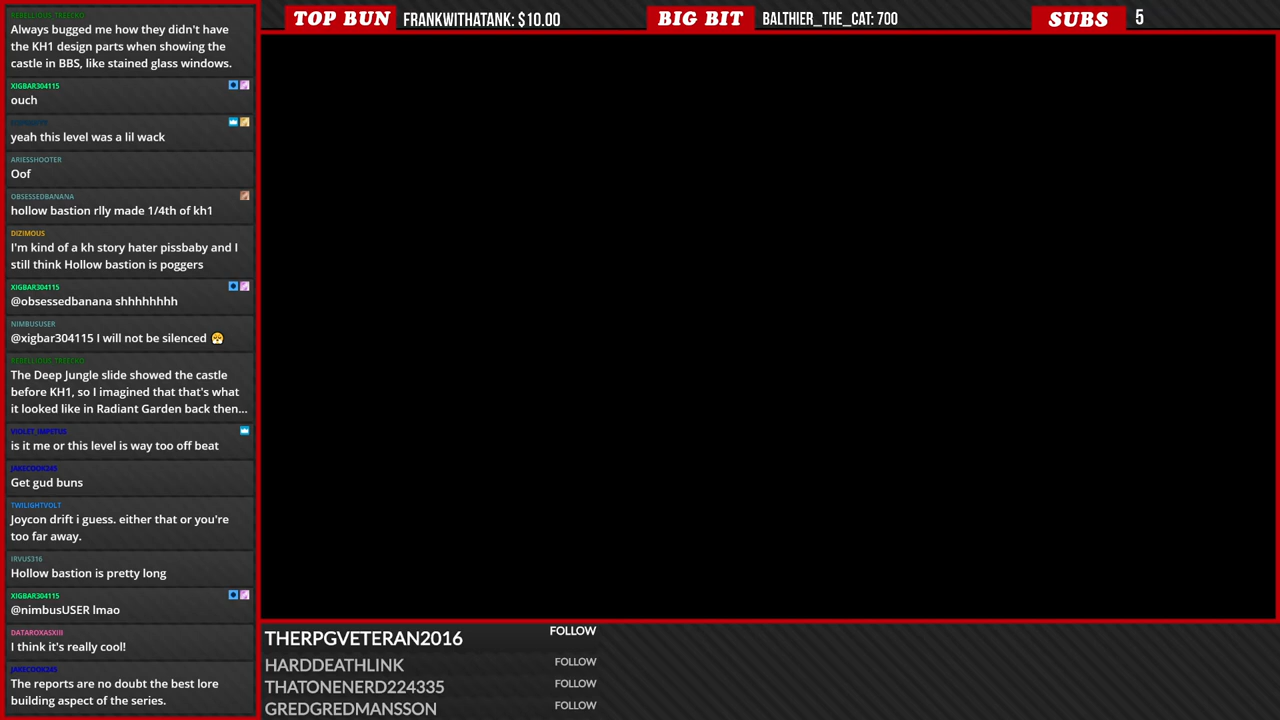 TOP BUN FRANKWITHATANK: $10.00 BIG BIT BALTHIER_THE_CAT: 700 SUBS 5
REBELLIOUS_TREECKO
Always bugged me how they didn't have
the KH1 design parts when showing the
castle in BBS, like stained glass windows.
XIGBAR304115
ouch
yeah this level was a lil wack
ARIESSHOOTER
Oof
OBSESSEDBANANA
hollow bastion rlly made 1/4th of kh1
DIZIMOUS
I'm kind of a kh story hater pissbaby and I
still think Hollow bastion is poggers
XIGBAR304115
@obsessedbanana shhhhhhhh
NIMBUSUSER
@xigbar304115 I will not be silenced
REBELLIOUS_TREECKO
The Deep Jungle slide showed the castle
before KH1, so I imagined that that's what
it looked like in Radiant Garden back then...
VIOLET_IMPETUS
is it me or this level is way too off beat
JAKECOOK245
Get gud buns
TWILIGHTVOLT
Joycon drift i guess. either that or you're
too far away.
IRVUS316
Hollow bastion is pretty long
XIGBAR304115
@nimbusUSER lmao
DATAROXASXIII
I think it's really cool!
JAKECOOK245
The reports are no doubt the best lore
building aspect of the series.
THERPGVETERAN2016 FOLLOW
HARDDEATHLINK FOLLOW
THATONENERD224335 FOLLOW
GREDGREDMANSSON FOLLOW